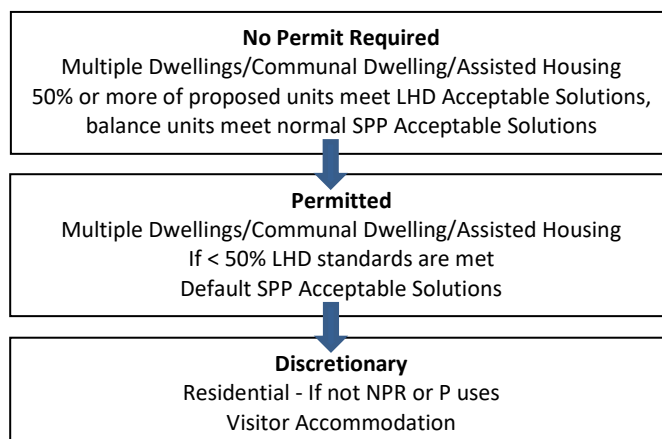 No Permit Required
Multiple Dwellings/Communal Dwelling/Assisted Housing
50% or more of proposed units meet LHD Acceptable Solutions,
balance units meet normal SPP Acceptable Solutions
Permitted
Multiple Dwellings/Communal Dwelling/Assisted Housing
If < 50% LHD standards are met
Default SPP Acceptable Solutions
Discretionary
Residential - If not NPR or P uses
Visitor Accommodation